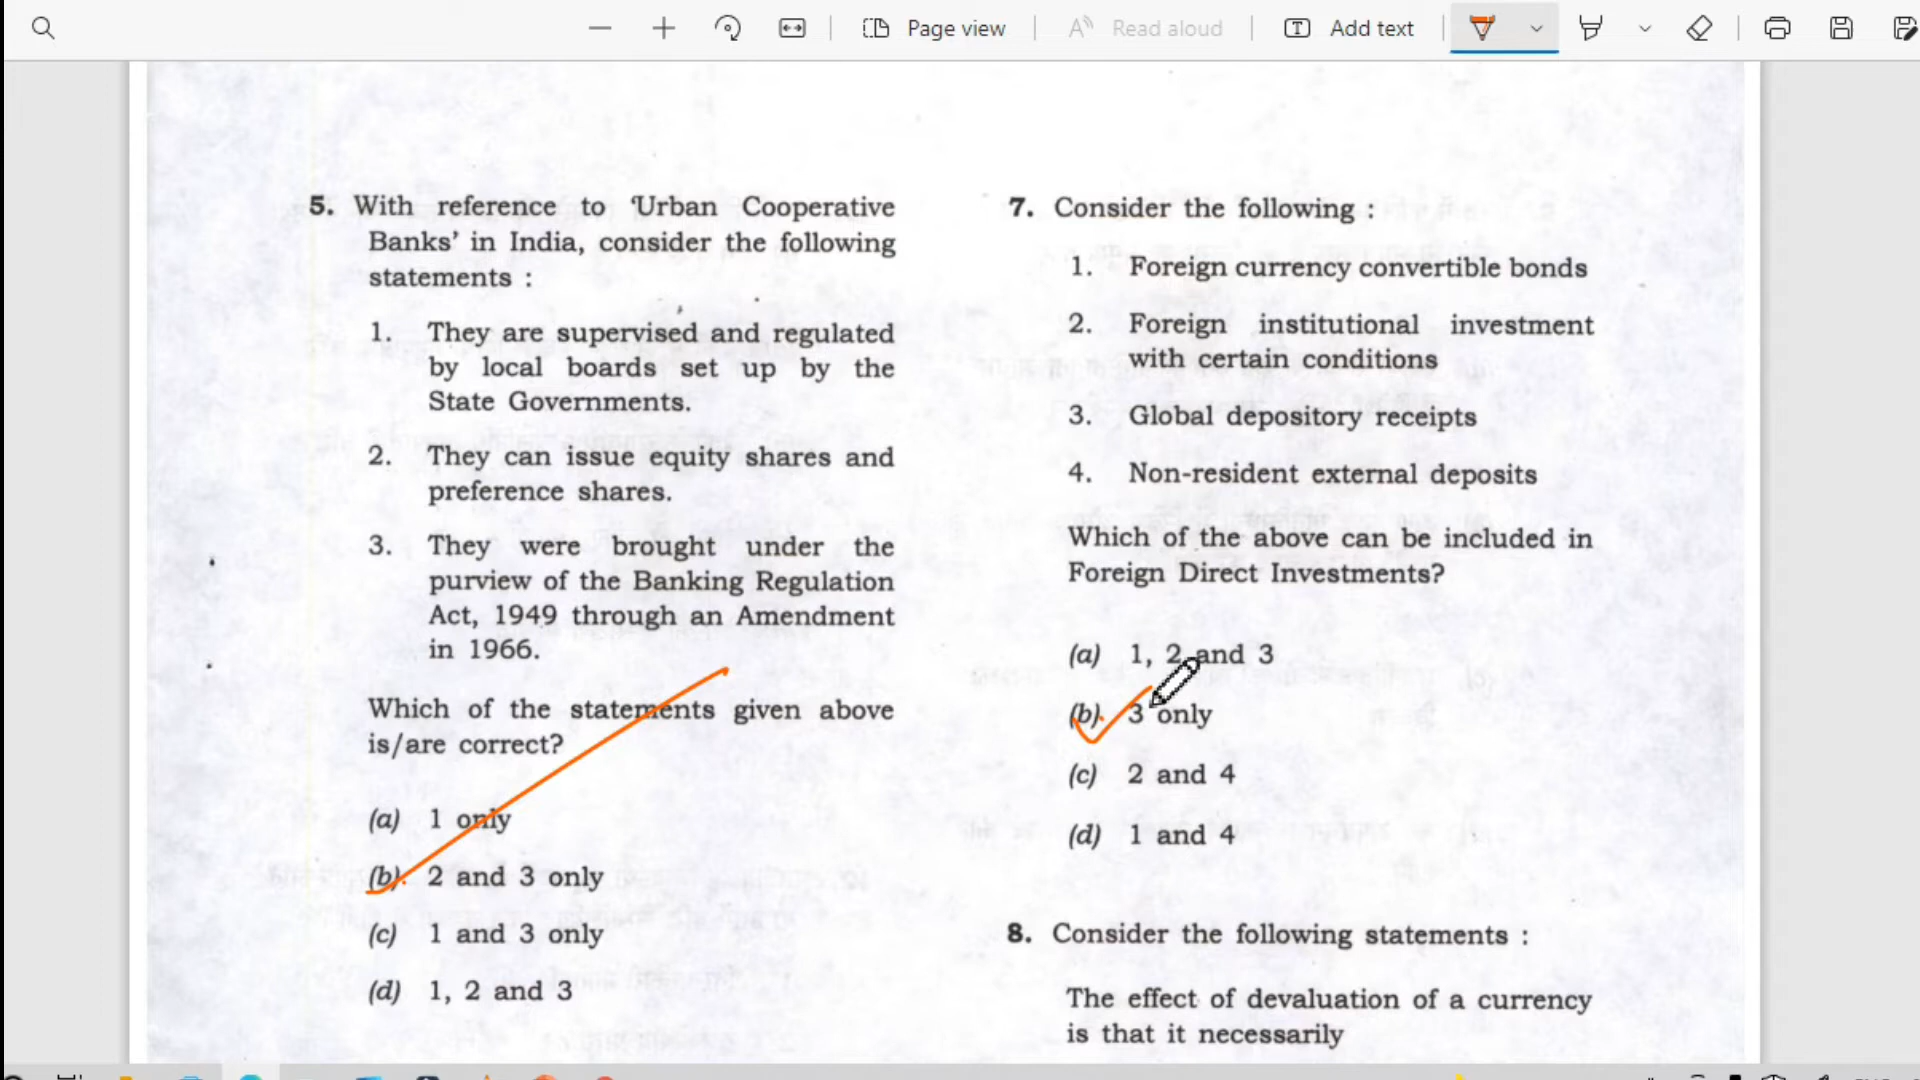 Page view
Read aloud
Add text
5. With reference to ‘Urban Cooperative
Banks’ in India, consider the following
statements :
1. They are supervised and regulated
by local boards set up by the
State Governments.
2. They can issue equity shares and
preference shares.
3. They were brought under the
purview of the Banking Regulation
Act, 1949 through an Amendment
in 1966.
Which of the statements given above
is/are correct?
(a) 1 only
(b) 2 and 3 only
(c) 1 and 3 only
(d) 1, 2 and 3
7. Consider the following :
1. Foreign currency convertible bonds
2. Foreign institutional investment
with certain conditions
3. Global depository receipts
4. Non-resident external deposits
Which of the above can be included in
Foreign Direct Investments?
(a) 1, 2 and 3
(b) 3 only
(c) 2 and 4
(d) 1 and 4
8. Consider the following statements :
The effect of devaluation of a currency
is that it necessarily